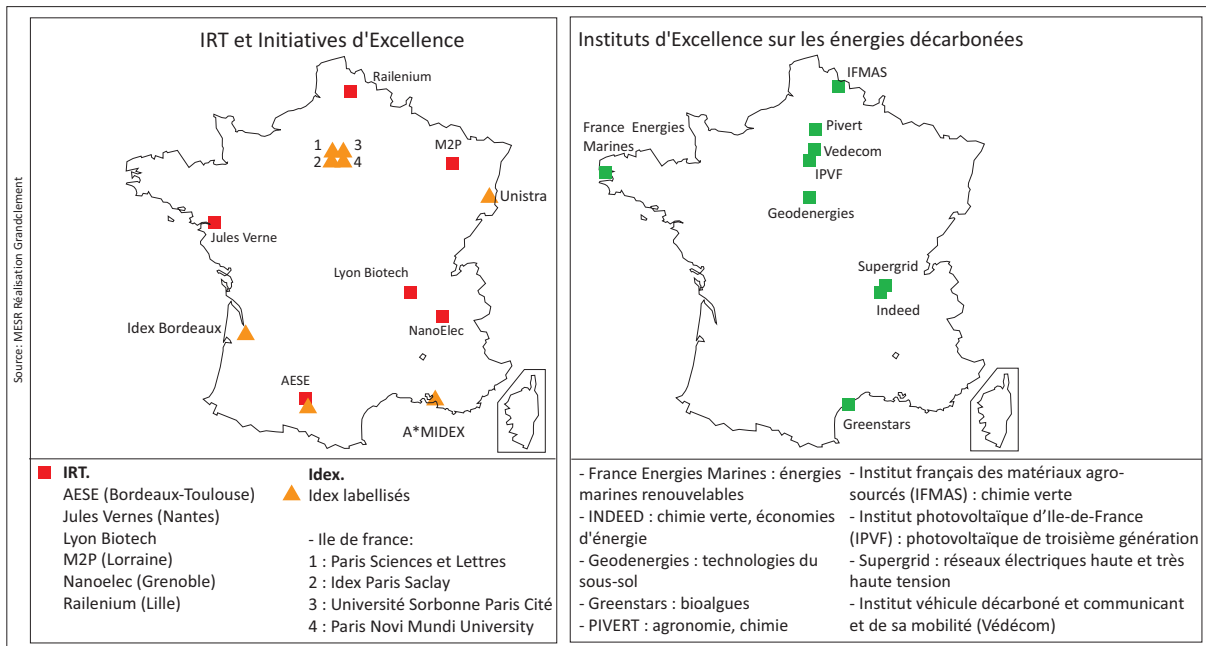 Source: MESR Réalisation Grandclement
IRT et Initiatives d'Excellence
Railenium
1
3
2
4
M2P
Unistra
Jules Verne
Lyon Biotech
Idex Bordeaux
NanoElec
AESE
A*MIDEX
IRT.
AESE (Bordeaux-Toulouse)
Jules Vernes (Nantes)
Lyon Biotech
M2P (Lorraine)
Nanoelec (Grenoble)
Railenium (Lille)
Idex.
Idex labellisés
- Ile de france:
1 : Paris Sciences et Lettres
2 : Idex Paris Saclay
3 : Université Sorbonne Paris Cité
4 : Paris Novi Mundi University
Instituts d'Excellence sur les énergies décarbonées
IFMAS
France Energies
Marines
Pivert
Vedecom
IPVF
Geodenergies
Supergrid
Indeed
Greenstars
- France Energies Marines : énergies
marines renouvelables
- INDEED : chimie verte, économies
d'énergie
- Geodenergies : technologies du
sous-sol
- Greenstars : bioalgues
- PIVERT : agronomie, chimie
- Institut français des matériaux agro-
sourcés (IFMAS) : chimie verte
- Institut photovoltaïque d’Ile-de-France
(IPVF) : photovoltaïque de troisième génération
- Supergrid : réseaux électriques haute et très
haute tension
- Institut véhicule décarboné et communicant
et de sa mobilité (Védécom)